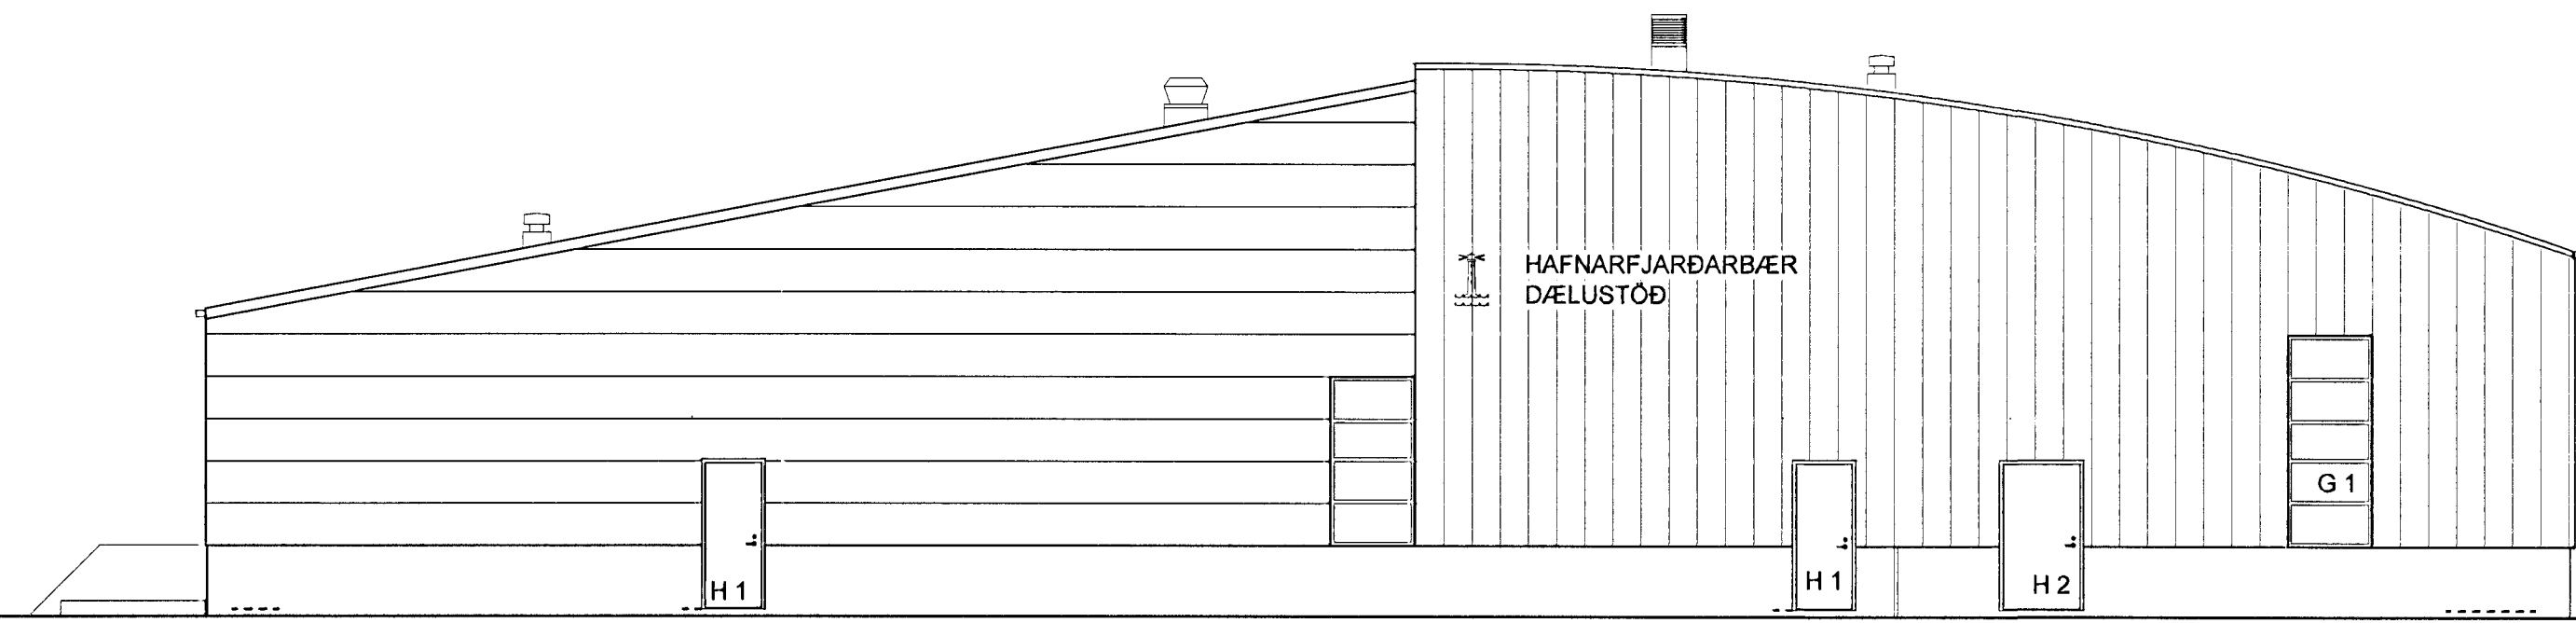 HAFNARFJARÐARBÆR
DÆLUSTÖÐ
G 1
H 1
H 1
H 2